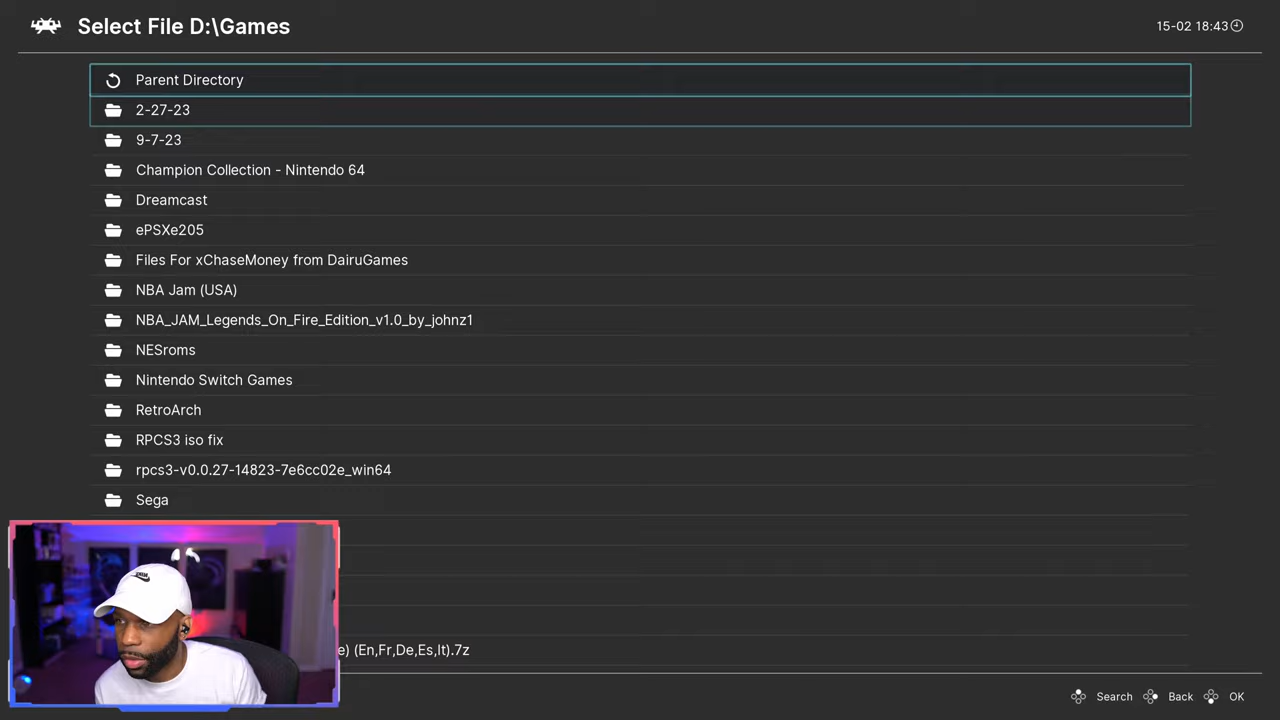 Select File D:\Games
15-02 18:43
Parent Directory
2-27-23
9-7-23
Champion Collection - Nintendo 64
Dreamcast
ePSXe205
Files For xChaseMoney from DairuGames
NBA Jam (USA)
NBA_JAM_Legends_On_Fire_Edition_v1.0_by_johnz1
NESroms
Nintendo Switch Games
RetroArch
RPCS3 iso fix
rpcs3-v0.0.27-14823-7e6cc02e_win64
Sega
e) (En,Fr,De,Es,It).7z
Search
Back
OK